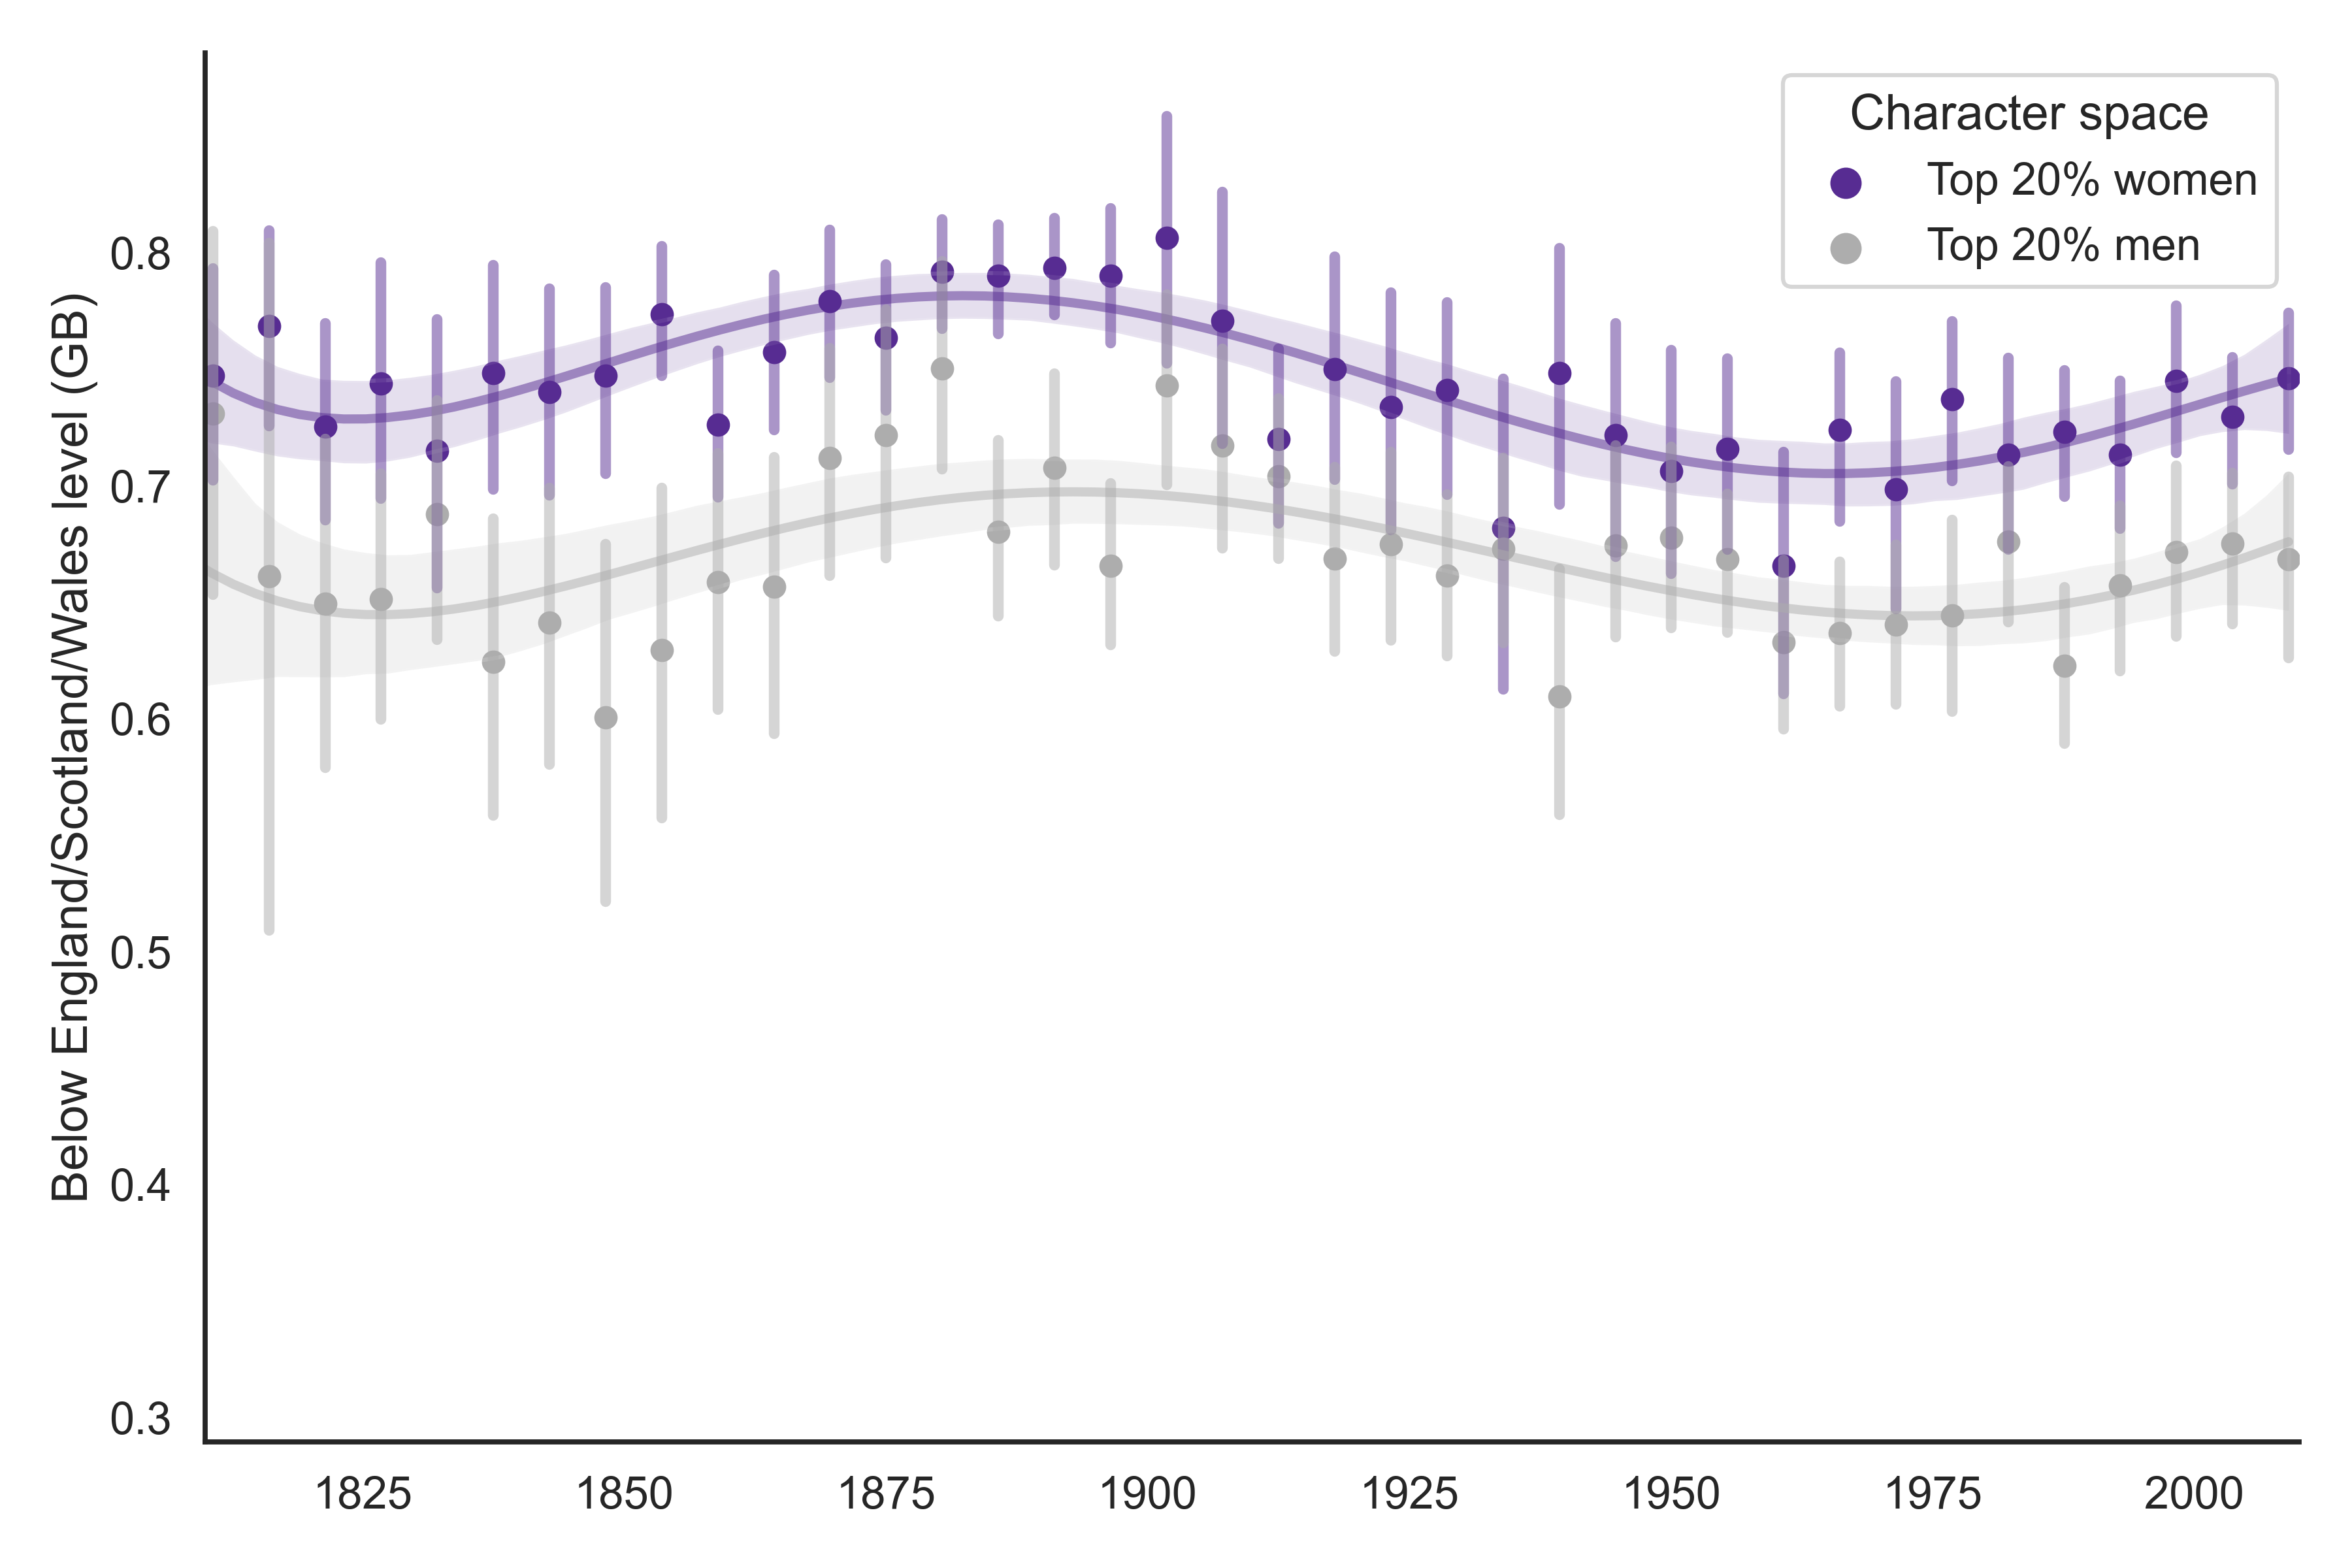 Character space
Top 20% women
Top 20% men
Below England/Scotland/Wales level (GB)
0.8
0.7
0.6
0.5
0.4
0.3
1825 1850 1875 1900 1925 1950 1975 2000